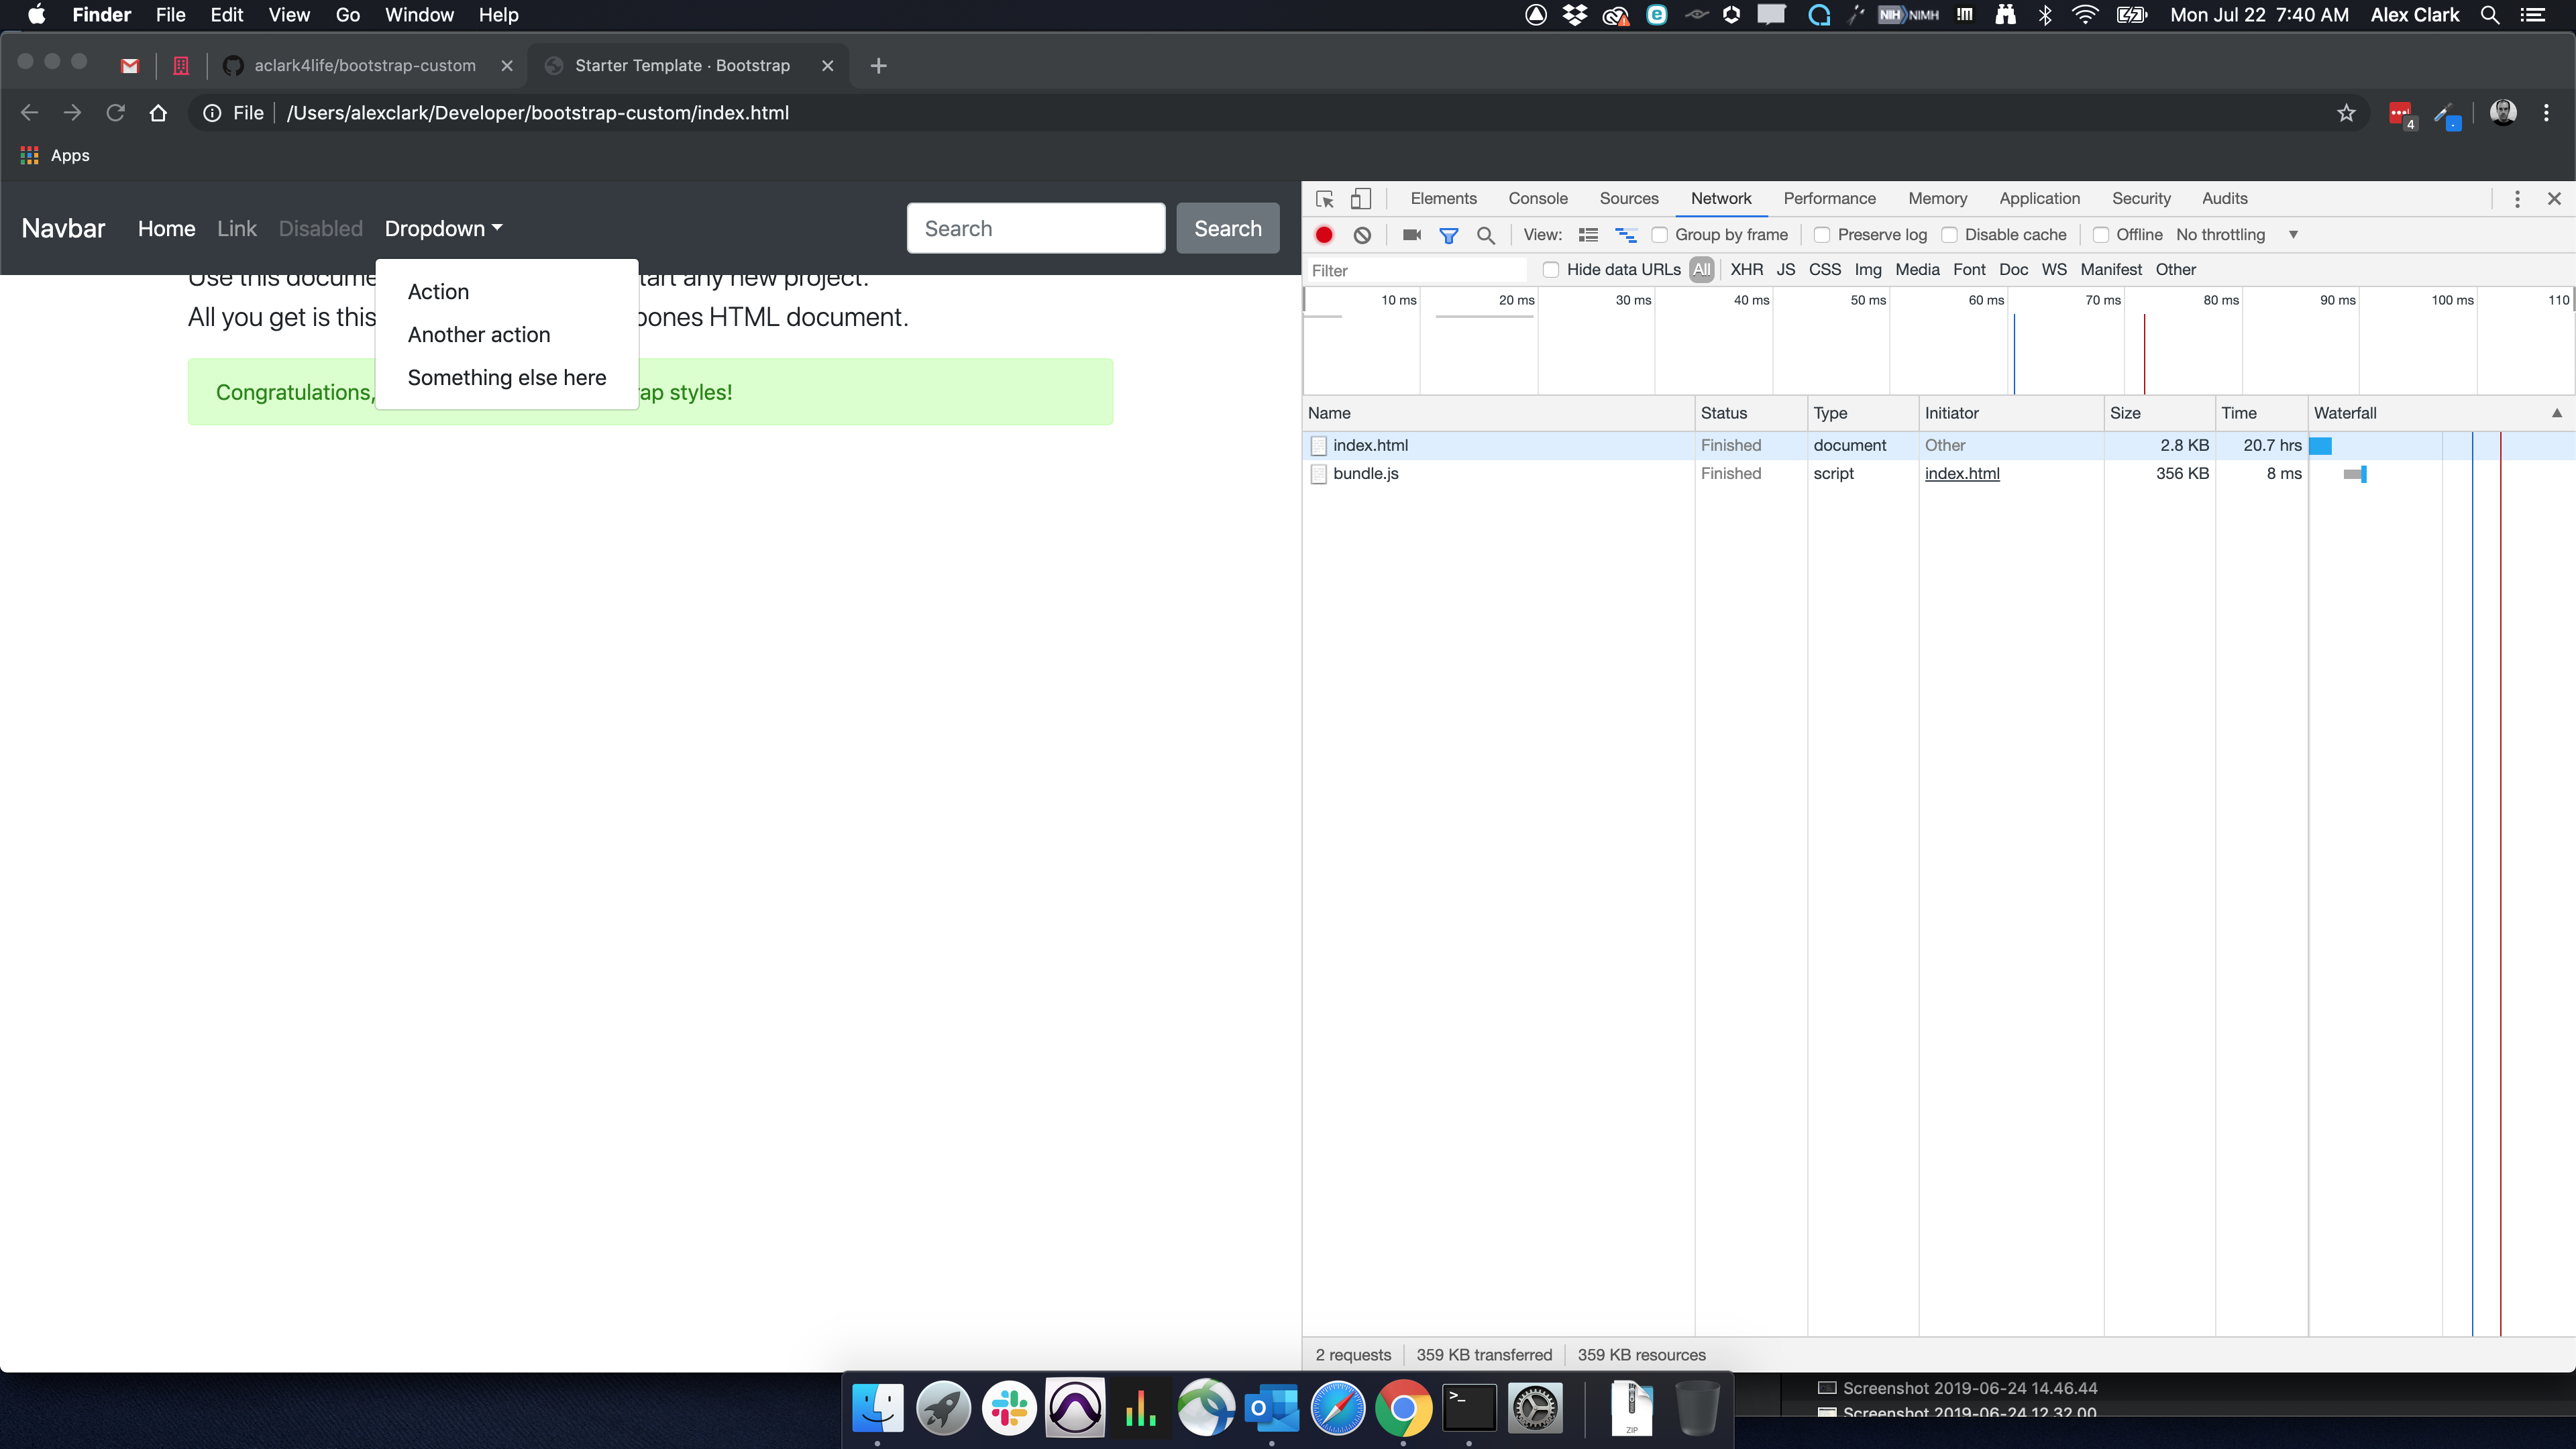 Finder File Edit View Go Window Help NIH NIMH Mon Jul 22 7:40 AM Alex Clark
aclark4life/bootstrap-custom Starter Template · Bootstrap
File /Users/alexclark/Developer/bootstrap-custom/index.html 4
Apps
Navbar Home Link Disabled Dropdown Search Search
Use this docume tart any new project.
All you get is this bones HTML document.
Action
Another action
Something else here
Congratulations, ap styles!
Elements Console Sources Network Performance Memory Application Security Audits
View: Group by frame Preserve log Disable cache Offline No throttling
Filter Hide data URLs All XHR JS CSS Img Media Font Doc WS Manifest Other
10 ms 20 ms 30 ms 40 ms 50 ms 60 ms 70 ms 80 ms 90 ms 100 ms 110
Name Status Type Initiator Size Time Waterfall
index.html Finished document Other 2.8 KB 20.7 hrs
bundle.js Finished script index.html 356 KB 8 ms
2 requests 359 KB transferred 359 KB resources
ZIP
Screenshot 2019-06-24 14.46.44
Screenshot 2019-06-24 12.32.00